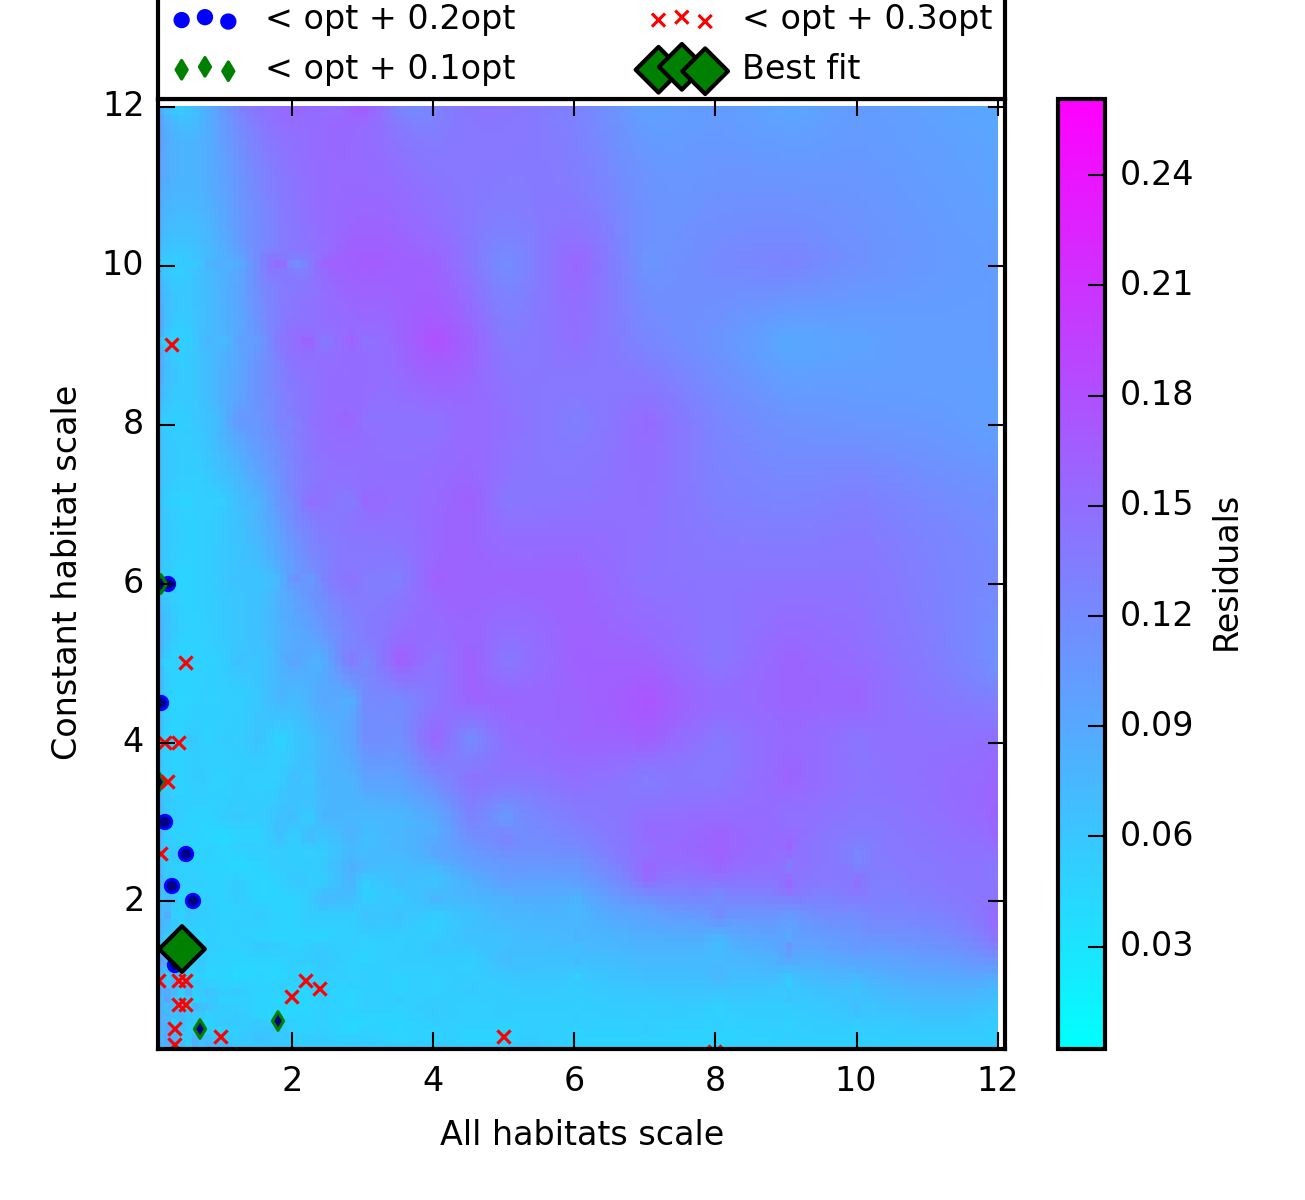 < opt + 0.2opt
< opt + 0.3opt
< opt + 0.1opt
Best fit
12
10
8
6
4
2
Constant habitat scale
2
4
6
8
10
12
All habitats scale
0.24
0.21
0.18
0.15
0.12
0.09
0.06
0.03
Residuals